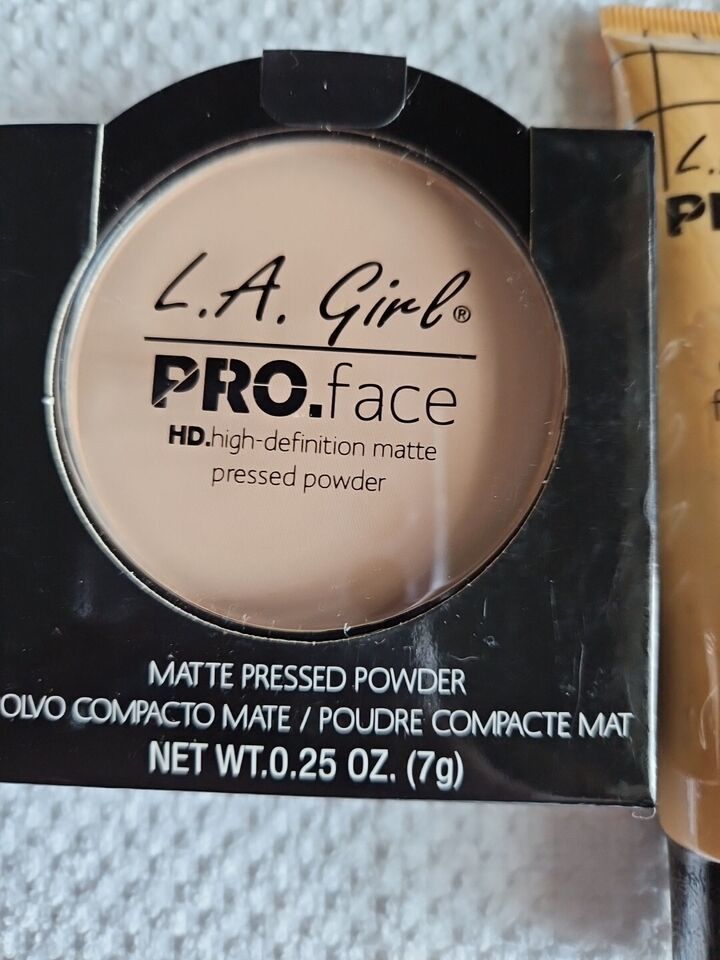 L.A. Girl®
PRO.face
HD.high-definition matte
pressed powder
MATTE PRESSED POWDER
OLVO COMPACTO MATE / POUDRE COMPACTE MAT
NET WT.0.25 OZ. (7g)
L.
PR
f